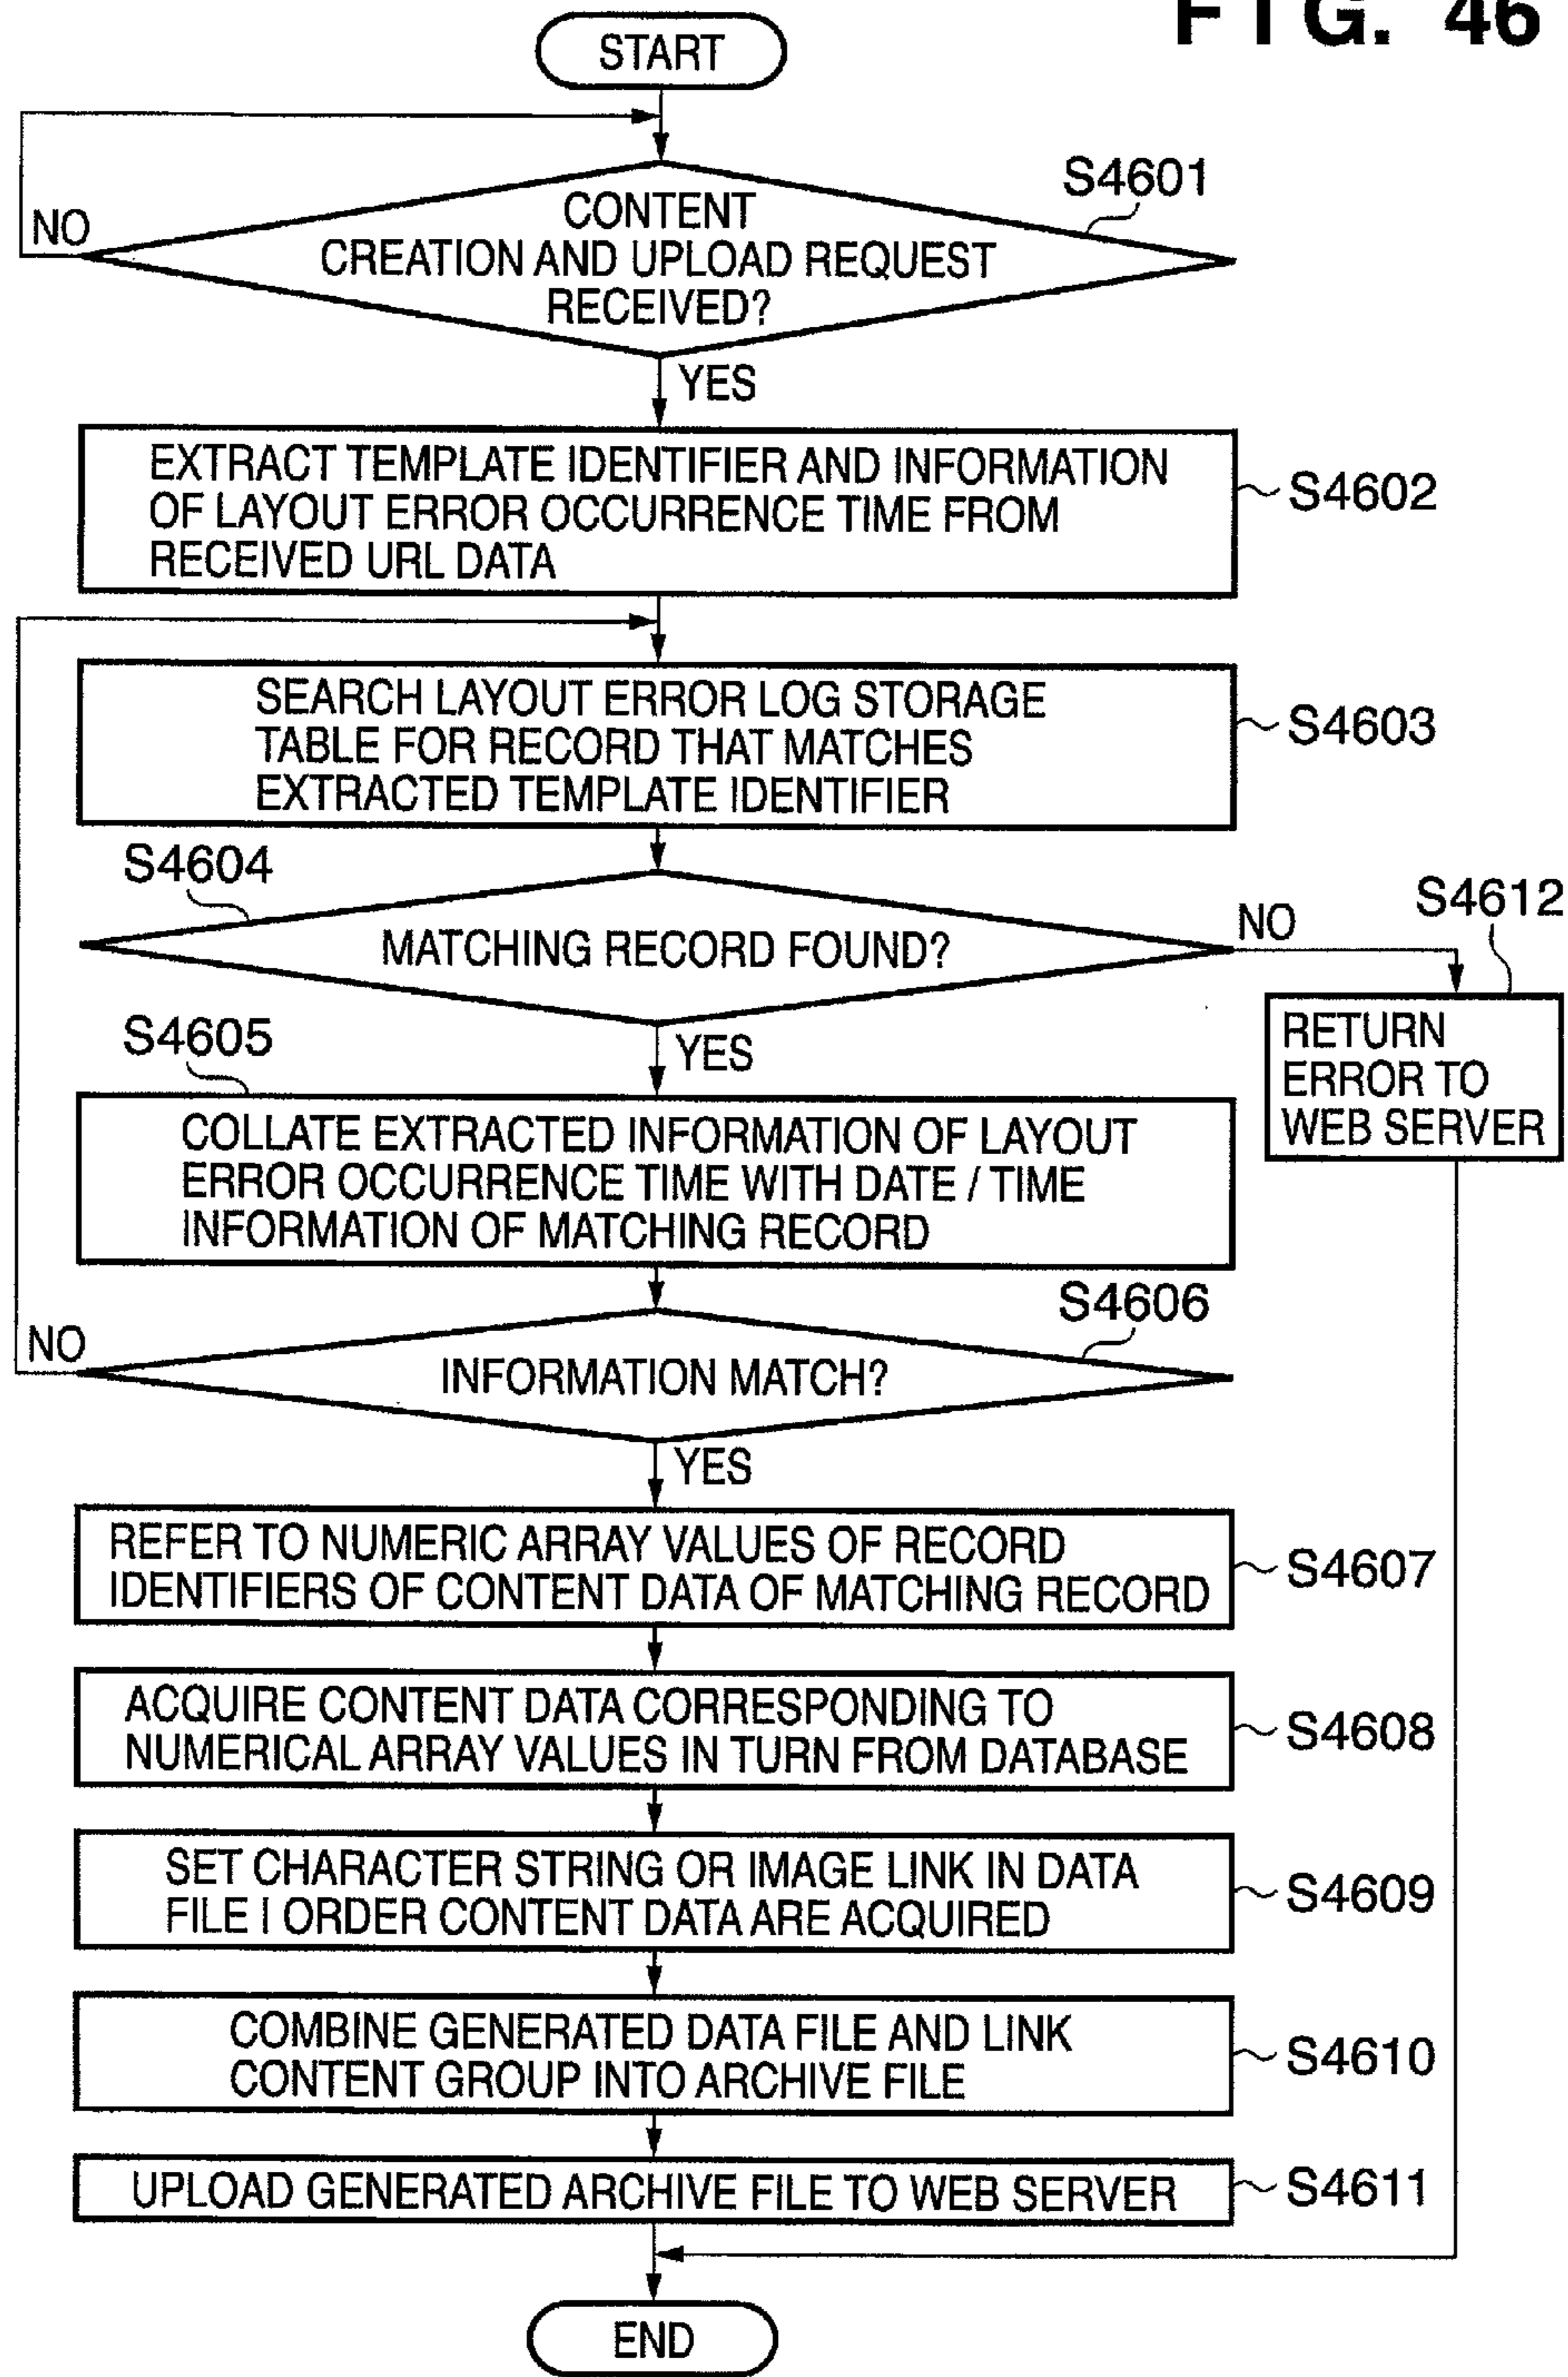 FIG. 46
START
S4601
NO
CONTENT
CREATION AND UPLOAD REQUEST
RECEIVED?
YES
EXTRACT TEMPLATE IDENTIFIER AND INFORMATION
OF LAYOUT ERROR OCCURRENCE TIME FROM
RECEIVED URL DATA
S4602
SEARCH LAYOUT ERROR LOG STORAGE
TABLE FOR RECORD THAT MATCHES
EXTRACTED TEMPLATE IDENTIFIER
S4603
S4604
MATCHING RECORD FOUND?
NO
S4612
RETURN
ERROR TO
WEB SERVER
YES
S4605
COLLATE EXTRACTED INFORMATION OF LAYOUT
ERROR OCCURRENCE TIME WITH DATE / TIME
INFORMATION OF MATCHING RECORD
S4606
NO
INFORMATION MATCH?
YES
REFER TO NUMERIC ARRAY VALUES OF RECORD
IDENTIFIERS OF CONTENT DATA OF MATCHING RECORD
S4607
ACQUIRE CONTENT DATA CORRESPONDING TO
NUMERICAL ARRAY VALUES IN TURN FROM DATABASE
S4608
SET CHARACTER STRING OR IMAGE LINK IN DATA
FILE I ORDER CONTENT DATA ARE ACQUIRED
S4609
COMBINE GENERATED DATA FILE AND LINK
CONTENT GROUP INTO ARCHIVE FILE
S4610
UPLOAD GENERATED ARCHIVE FILE TO WEB SERVER
S4611
END